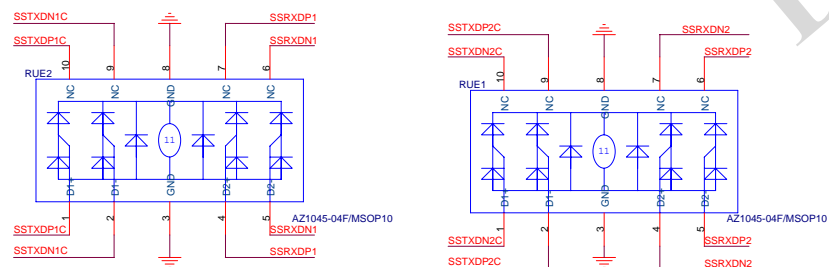 SSTXDN1C
SSRXDP1
SSTXDP1C
SSRXDN1
10
9
8
7
6
RUE2
NC
NC
GND
NC
NC
11
D1+
D1-
GND
D2+
D2-
1
2
3
4
5
AZ1045-04F/MSOP10
SSTXDP1C
SSRXDN1
SSTXDN1C
SSRXDP1
SSTXDP2C
SSRXDN2
SSTXDN2C
SSRXDP2
10
9
8
7
6
RUE1
NC
NC
GND
NC
NC
11
D1+
D1-
GND
D2+
D2-
1
2
3
4
5
AZ1045-04F/MSOP10
SSTXDN2C
SSRXDP2
SSTXDP2C
SSRXDN2